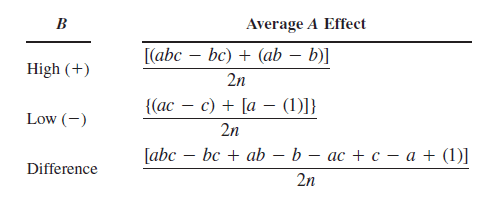 B Average A Effect
High (+) [(abc − bc) + (ab − b)]
2n
Low (−) {(ac − c) + [a − (1)]}
2n
Difference [abc − bc + ab − b − ac + c − a + (1)]
2n